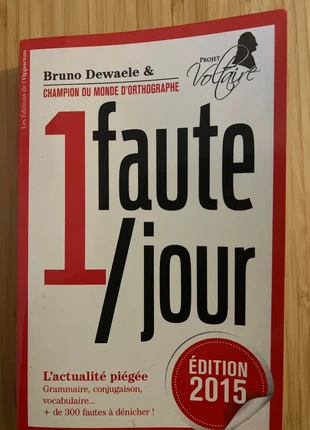 Bruno Dewaele &
CHAMPION DU MONDE D'ORTHOGRAPHE
PROJET
Voltaire
Les Éditions de l'Opportun
1 faute
/jour
L'actualité piégée
Grammaire, conjugaison,
vocabulaire...
+ de 300 fautes à dénicher !
ÉDITION
2015